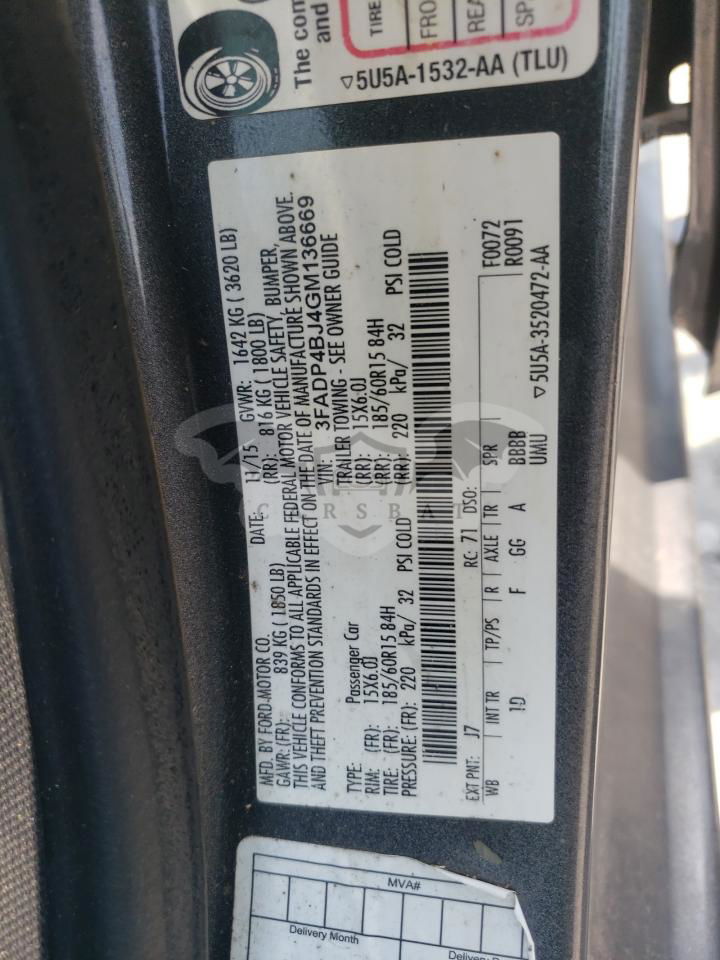 The com
and
TIRE
FRO
REA
SP
▽5U5A-1532-AA (TLU)
MFD. BY FORD MOTOR CO.
DATE: 11/15 GVWR: 1642 KG ( 3620 LB)
GAWR: (FR): 839 KG ( 1850 LB) (RR): 816 KG ( 1800 LB)
THIS VEHICLE CONFORMS TO ALL APPLICABLE FEDERAL MOTOR VEHICLE SAFETY, BUMPER,
AND THEFT PREVENTION STANDARDS IN EFFECT ON THE DATE OF MANUFACTURE SHOWN ABOVE.
VIN: 3FADP4BJ4GM136669
TYPE: Passenger Car TRAILER TOWING - SEE OWNER GUIDE
RIM: (FR): 15X6.0J (RR): 15X6.0J
TIRE: (FR): 185/60R15 84H (RR): 185/60R15 84H
PRESSURE: (FR): 220 kPa/ 32 PSI COLD (RR): 220 kPa/ 32 PSI COLD
EXT PNT: J7 RC: 71 DSO: F0072
R0091
WB INT TR TP/PS R AXLE TR SPR
10 F GG A BBBB
UMU
▽5U5A-3520472-AA
CARSBAT
MVA#
Delivery Month
Delivery D